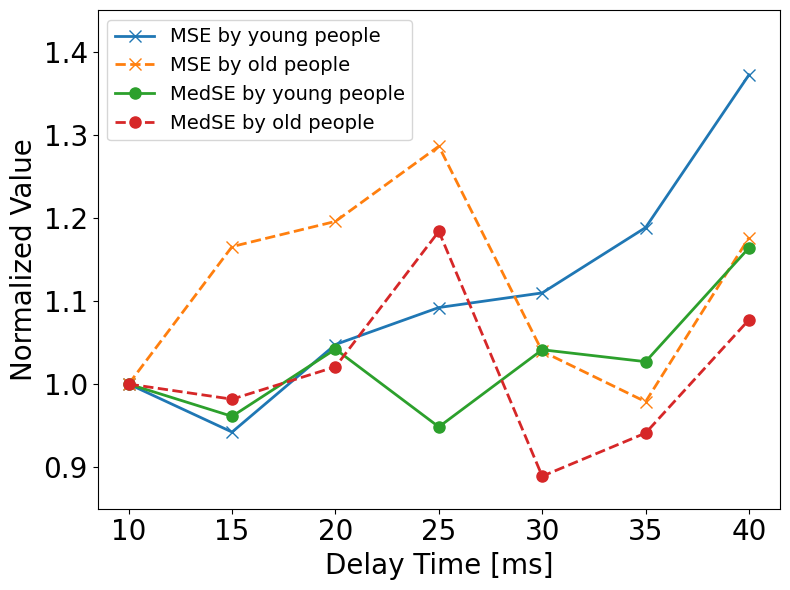 MSE by young people
MSE by old people
MedSE by young people
MedSE by old people
1.4
1.3
1.2
1.1
1.0
0.9
Normalized Value
10 15 20 25 30 35 40
Delay Time [ms]